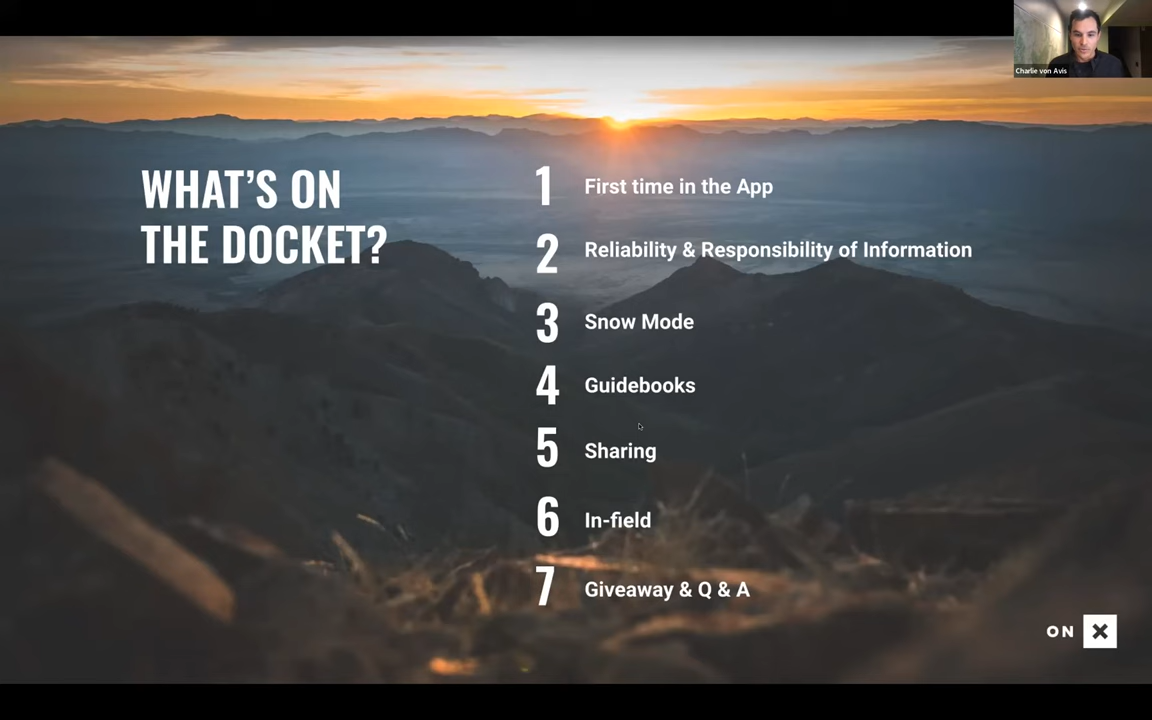 Charlie von Avis
WHAT'S ON
THE DOCKET?
1 First time in the App
2 Reliability & Responsibility of Information
3 Snow Mode
4 Guidebooks
5 Sharing
6 In-field
7 Giveaway & Q & A
ON X